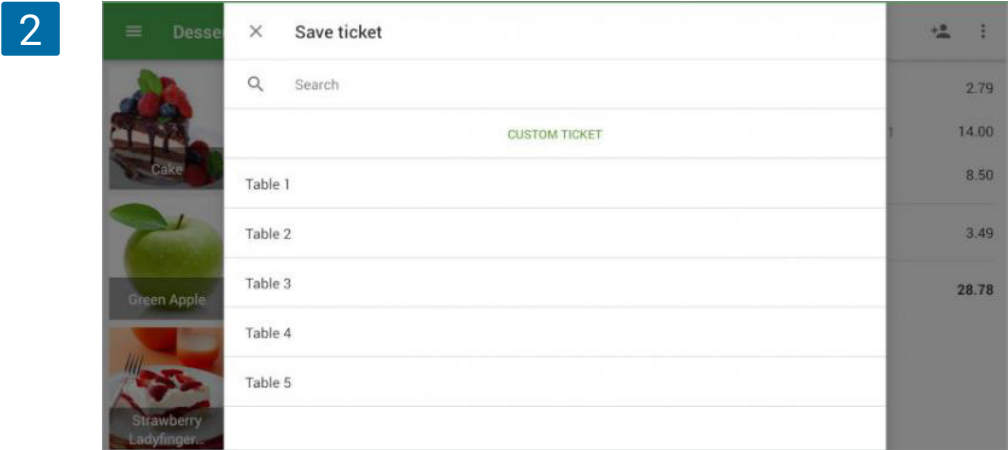 2
Desse
Save ticket
Search
2.79
CUSTOM TICKET
1 14.00
Cake
8.50
Table 1
Table 2
3.49
Table 3
Green Apple
28.78
Table 4
Table 5
Strawberry
Ladyfinger...